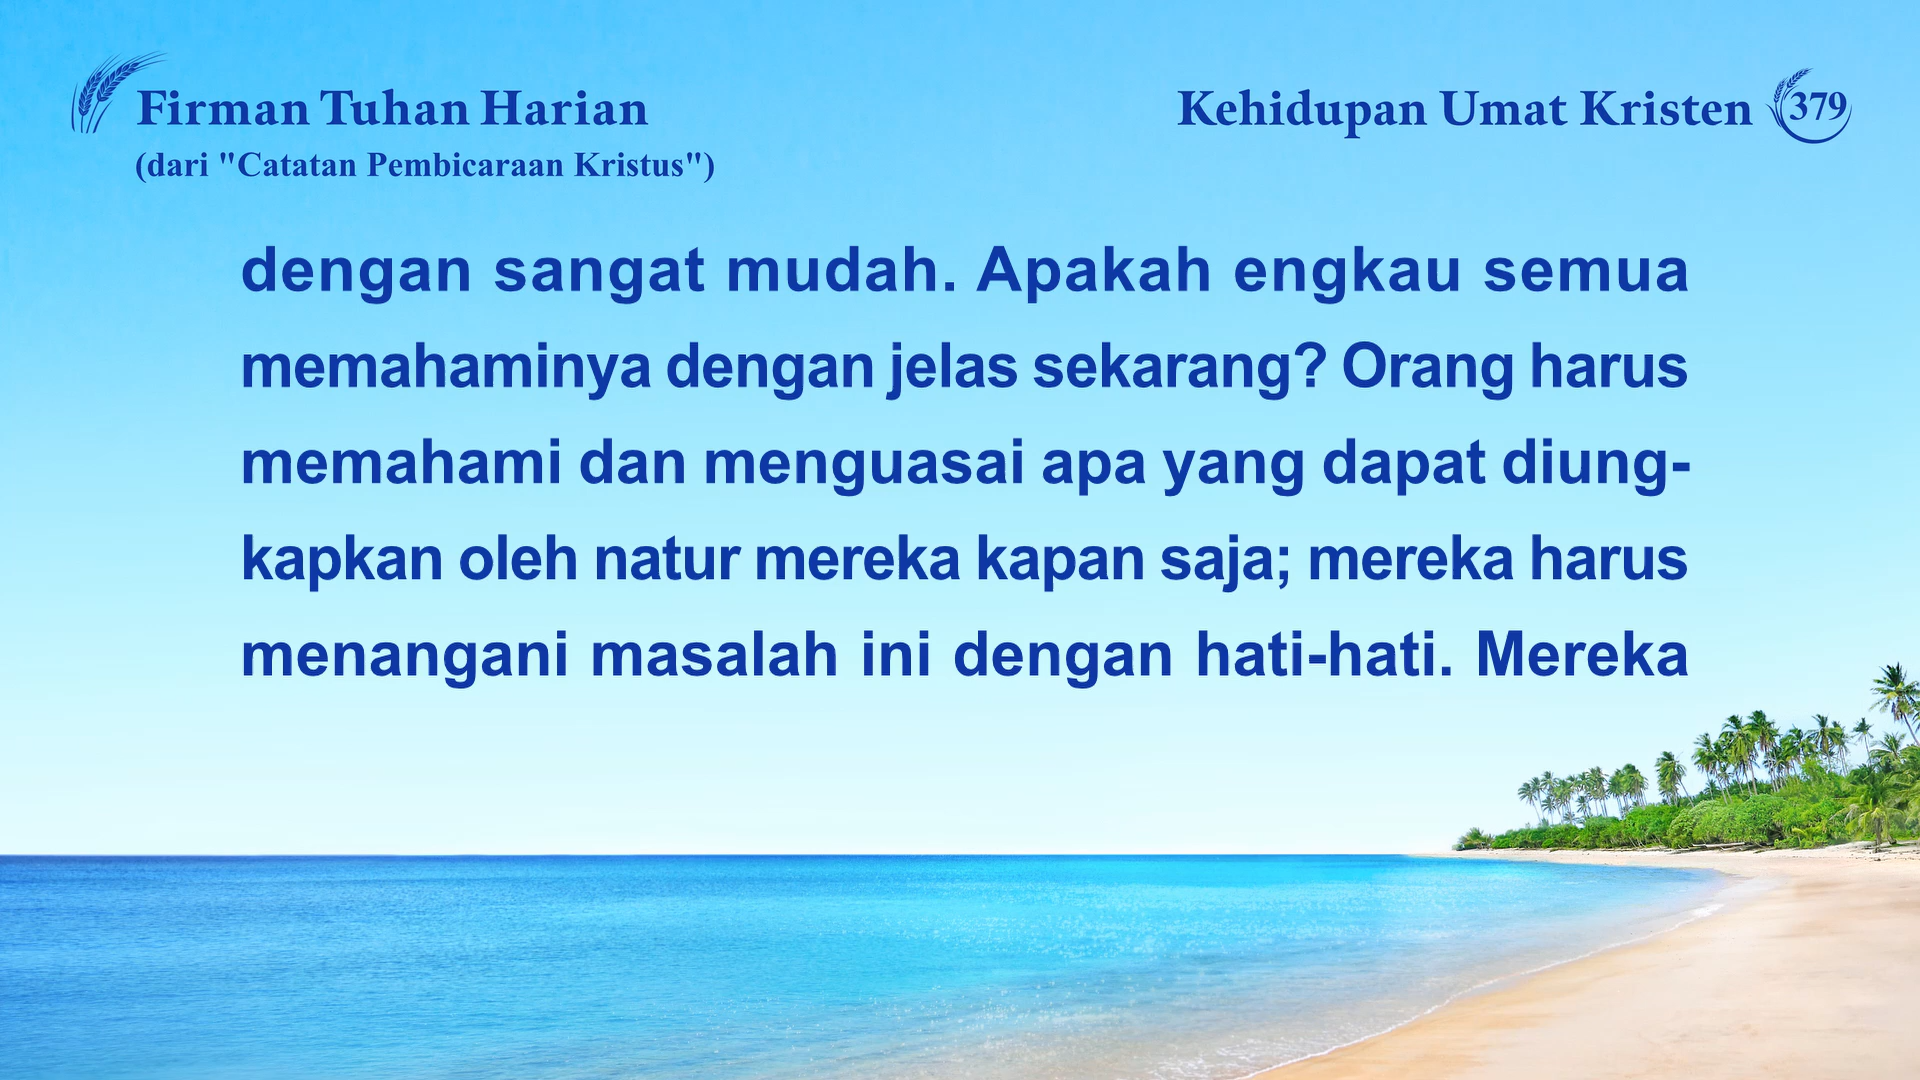 Firman Tuhan Harian
(dari "Catatan Pembicaraan Kristus")
Kehidupan Umat Kristen 379
dengan sangat mudah. Apakah engkau semua
memahaminya dengan jelas sekarang? Orang harus
memahami dan menguasai apa yang dapat diung-
kapkan oleh natur mereka kapan saja; mereka harus
menangani masalah ini dengan hati-hati. Mereka